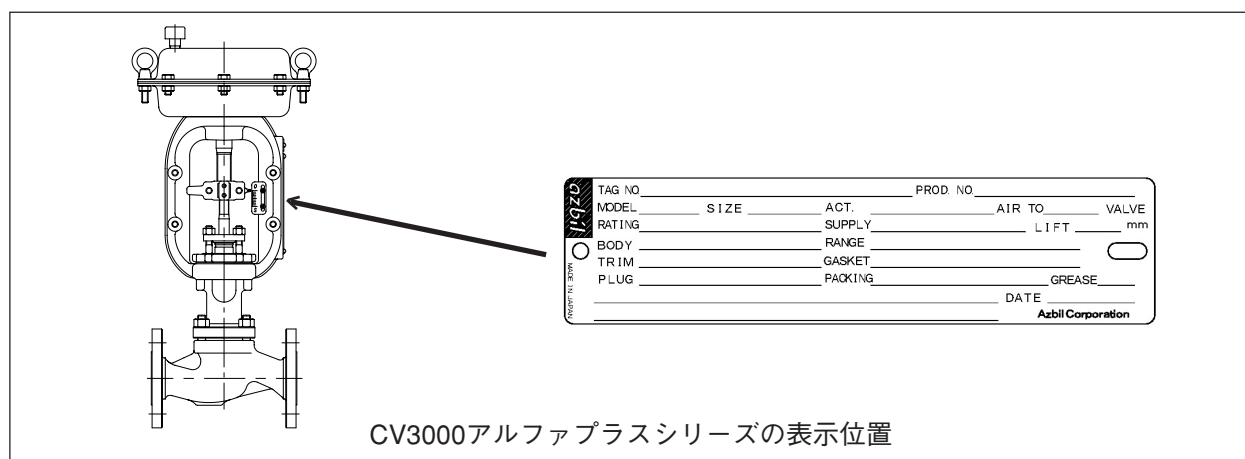 azbil
MADE IN JAPAN
TAG NO. PROD. NO.
MODEL SIZE ACT. AIR TO VALVE
RATING SUPPLY LIFT mm
BODY RANGE
TRIM GASKET
PLUG PACKING GREASE
DATE
Azbil Corporation
CV3000アルファプラスシリーズの表示位置